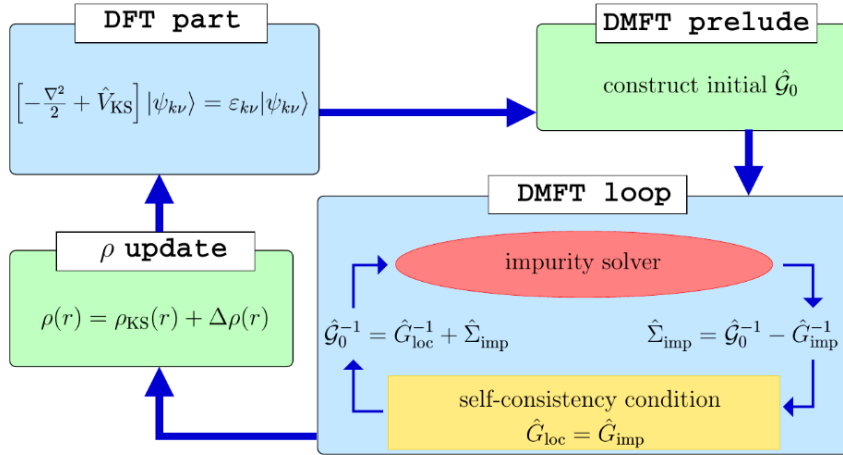 DFT part
[−∇²/2 + V̂_KS] |ψ_kν⟩ = ε_kν|ψ_kν⟩
DMFT prelude
construct initial 𝒢̂₀
DMFT loop
impurity solver
𝒢̂₀⁻¹ = Ĝ_loc⁻¹ + Σ̂_imp
Σ̂_imp = 𝒢̂₀⁻¹ − Ĝ_imp⁻¹
self-consistency condition
Ĝ_loc = Ĝ_imp
ρ update
ρ(r) = ρ_KS(r) + Δρ(r)